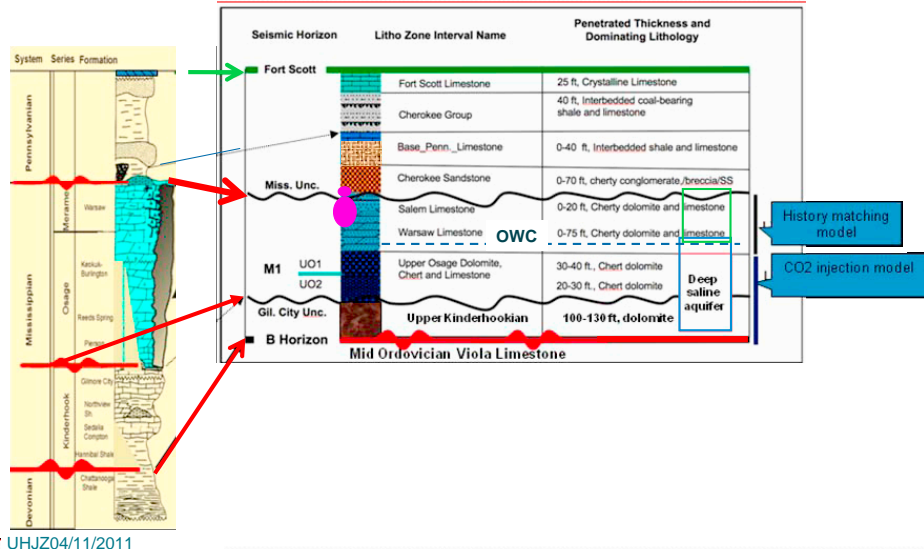 System Series Formation
Pennsylvanian
Mississippian
Devonian
Merame
Osage
Kinderhook
Warsaw
Keokuk-
Burlington
Reeds Spring
Pierson
Gilmore City
Northview
Sh.
Sedalia
Compton
Hannibal Shale
Chattanooga
Shale
Seismic Horizon
Litho Zone Interval Name
Penetrated Thickness and
Dominating Lithology
Fort Scott
Fort Scott Limestone
25 ft, Crystalline Limestone
Cherokee Group
40 ft, Interbedded coal-bearing
shale and limestone
Base_Penn._Limestone
0-40 ft, Interbedded shale and limestone
Cherokee Sandstone
0-70 ft, cherty conglomerate,/breccia/SS
Miss. Unc.
Salem Limestone
0-20 ft, Cherty dolomite and limestone
OWC
Warsaw Limestone
0-75 ft, Cherty dolomite and limestone
M1
UO1
UO2
Upper Osage Dolomite,
Chert and Limestone
30-40 ft., Chert dolomite
20-30 ft., Chert dolomite
Deep
saline
aquifer
Gil. City Unc.
Upper Kinderhookian
100-130 ft, dolomite
B Horizon
Mid Ordovician Viola Limestone
History matching
model
CO2 injection model
UHJZ04/11/2011